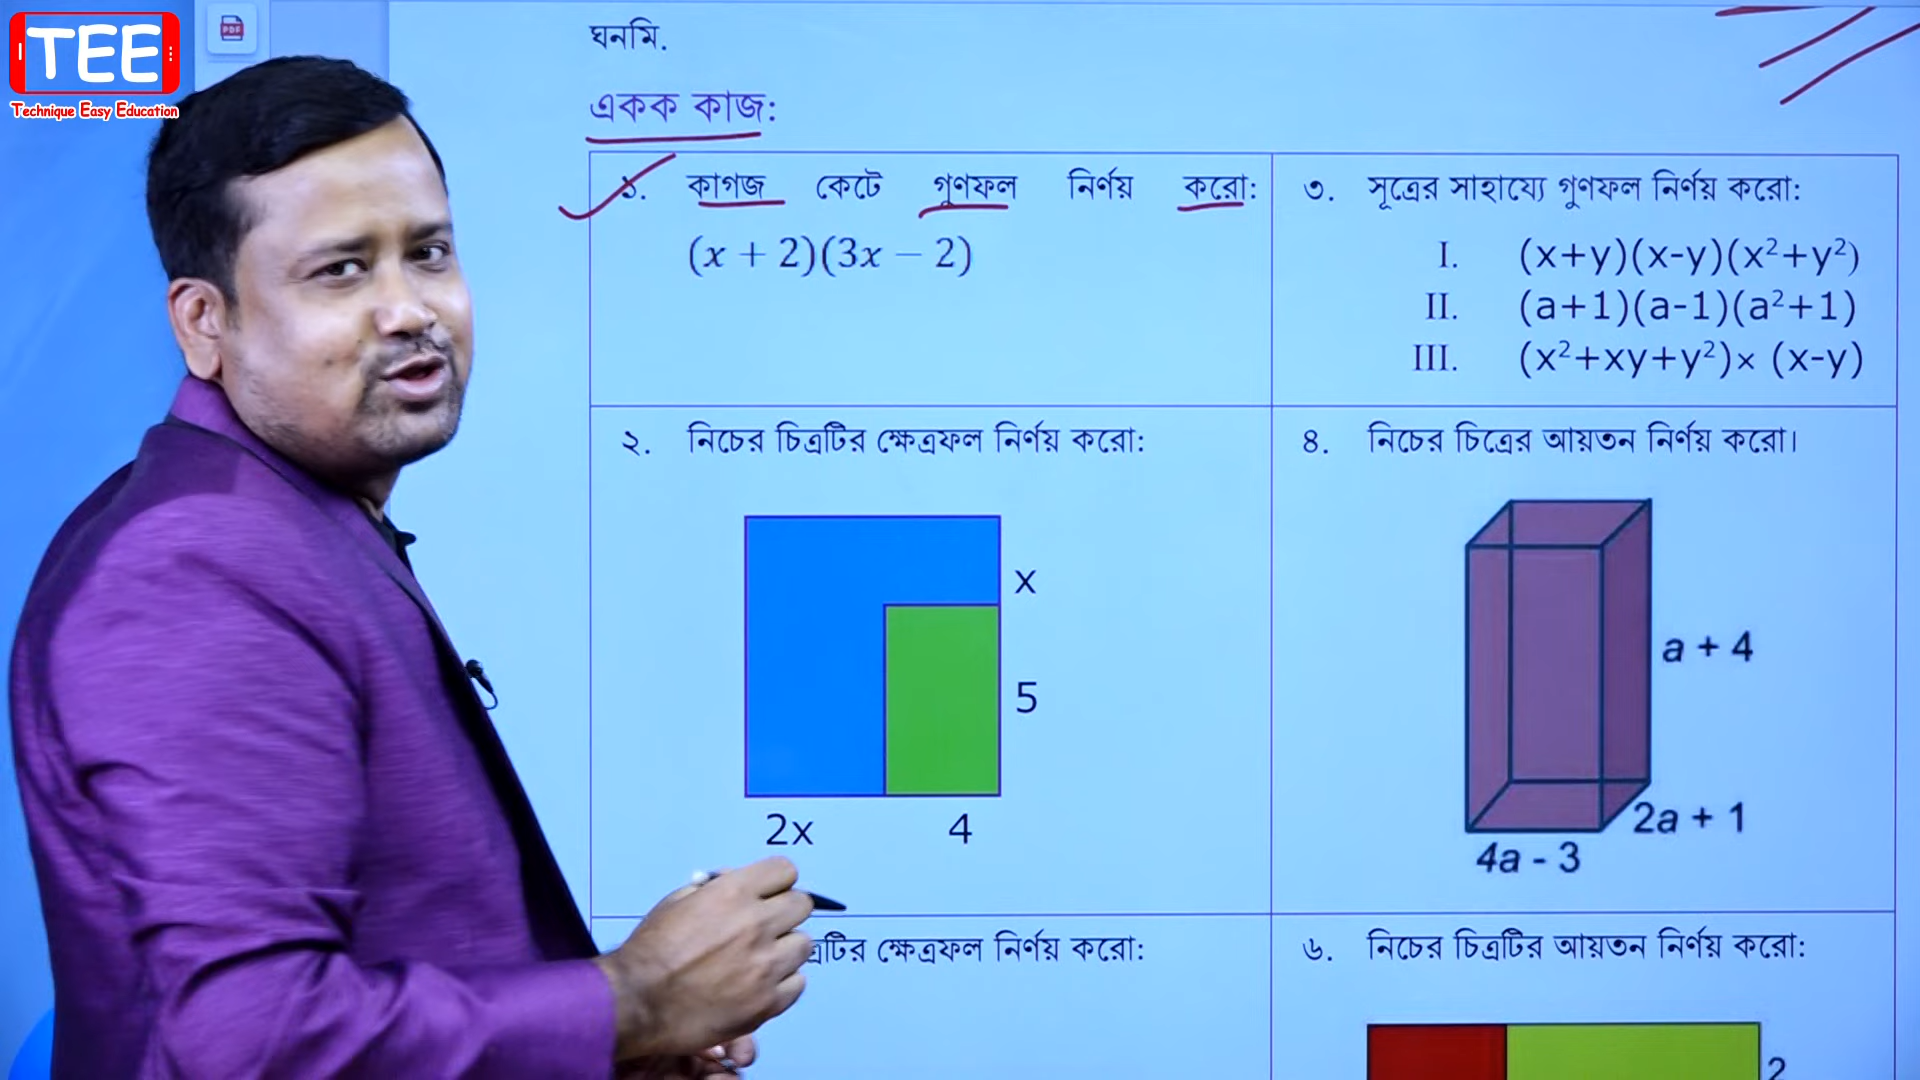 TEE
Technique Easy Education
PDF
ঘনমি.
একক কাজ:
১. কাগজ কেটে গুণফল নির্ণয় করো:
(x + 2)(3x − 2)
৩. সূত্রের সাহায্যে গুণফল নির্ণয় করো:
I. (x+y)(x-y)(x²+y²)
II. (a+1)(a-1)(a²+1)
III. (x²+xy+y²)× (x-y)
২. নিচের চিত্রটির ক্ষেত্রফল নির্ণয় করো:
x
5
2x 4
৪. নিচের চিত্রের আয়তন নির্ণয় করো।
a + 4
2a + 1
4a - 3
ক্ষেত্রফল নির্ণয় করো:
৬. নিচের চিত্রটির আয়তন নির্ণয় করো:
2